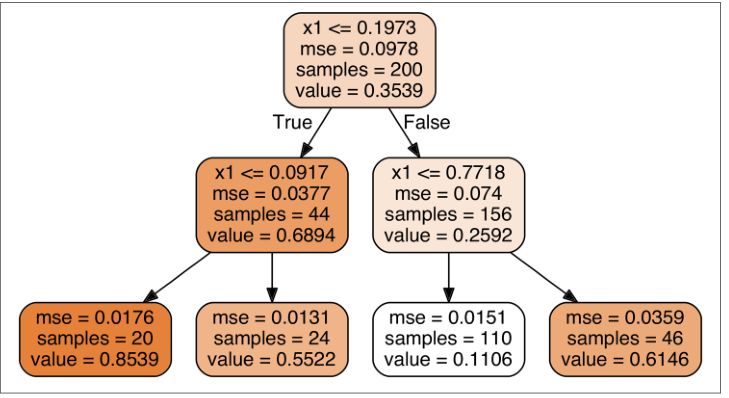 x1 <= 0.1973
mse = 0.0978
samples = 200
value = 0.3539
True
False
x1 <= 0.0917
mse = 0.0377
samples = 44
value = 0.6894
x1 <= 0.7718
mse = 0.074
samples = 156
value = 0.2592
mse = 0.0176
samples = 20
value = 0.8539
mse = 0.0131
samples = 24
value = 0.5522
mse = 0.0151
samples = 110
value = 0.1106
mse = 0.0359
samples = 46
value = 0.6146